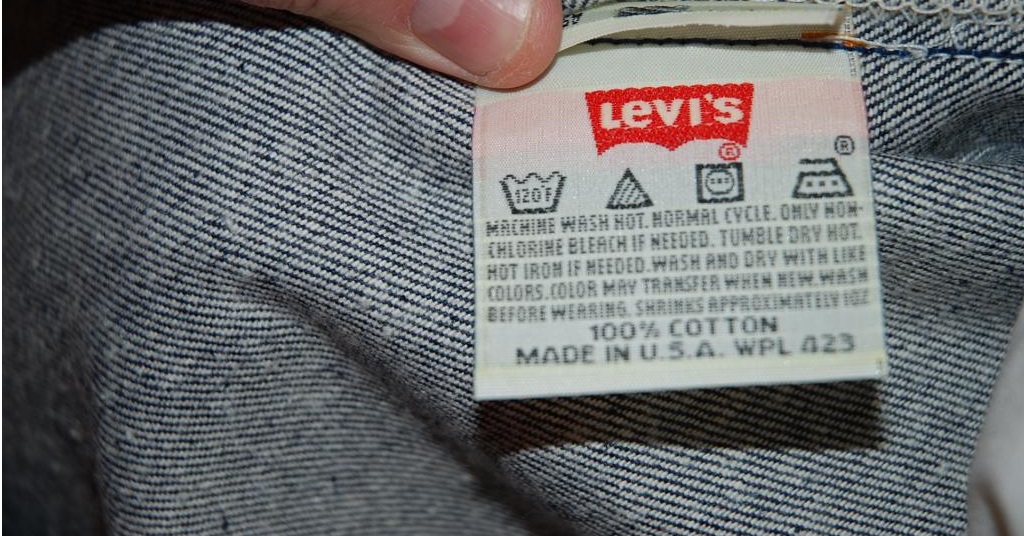 LEVI'S
®
®
120°F
MACHINE WASH HOT. NORMAL CYCLE. ONLY NON-
CHLORINE BLEACH IF NEEDED. TUMBLE DRY HOT.
HOT IRON IF NEEDED. WASH AND DRY WITH LIKE
COLORS. COLOR MAY TRANSFER WHEN NEW. WASH
BEFORE WEARING. SHRINKS APPROXIMATELY 10%
100% COTTON
MADE IN U.S.A. WPL 423